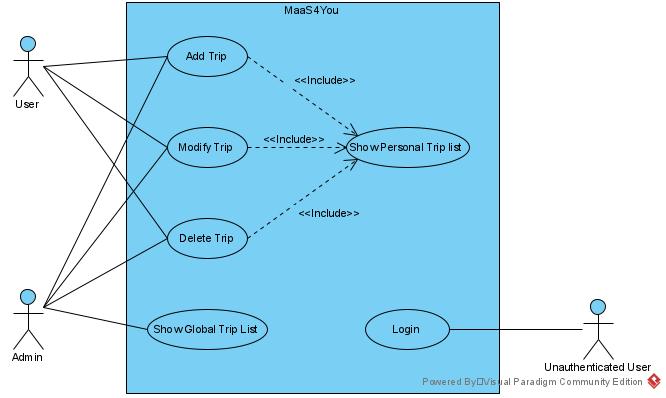 MaaS4You
Add Trip
<<Include>>
User
Modify Trip
<<Include>>
Show Personal Trip list
<<Include>>
Delete Trip
Show Global Trip List
Login
Admin
Unauthenticated User
Powered By Visual Paradigm Community Edition